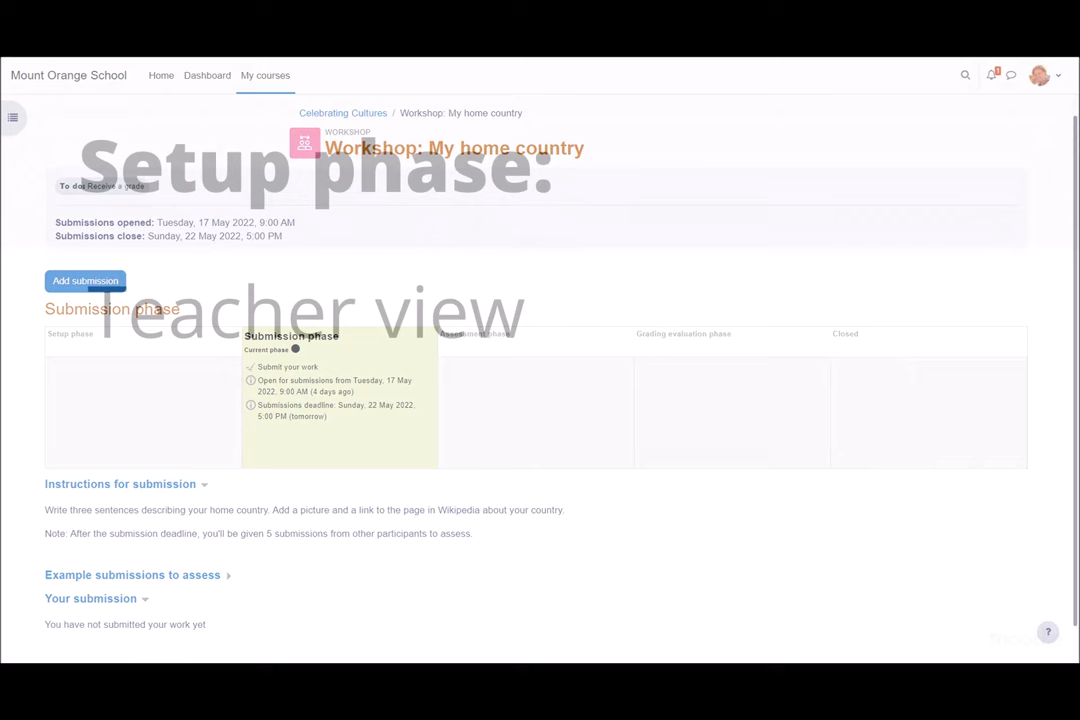 Mount Orange School Home Dashboard My courses
1
Celebrating Cultures / Workshop: My home country
WORKSHOP
Workshop: My home country
Setup phase:
To do: Receive a grade
Submissions opened: Tuesday, 17 May 2022, 9:00 AM
Submissions close: Sunday, 22 May 2022, 5:00 PM
Add submission
Submission phase
Teacher view
Setup phase
Submission phase
Current phase
Submit your work
Open for submissions from Tuesday, 17 May
2022, 9:00 AM (4 days ago)
Submissions deadline: Sunday, 22 May 2022,
5:00 PM (tomorrow)
Assessment phase
Grading evaluation phase
Closed
Instructions for submission
Write three sentences describing your home country. Add a picture and a link to the page in Wikipedia about your country.
Note: After the submission deadline, you'll be given 5 submissions from other participants to assess.
Example submissions to assess
Your submission
You have not submitted your work yet
?